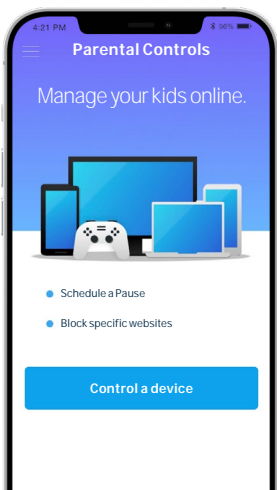 4:21 PM
96%
Parental Controls
Manage your kids online.
Schedule a Pause
Block specific websites
Control a device